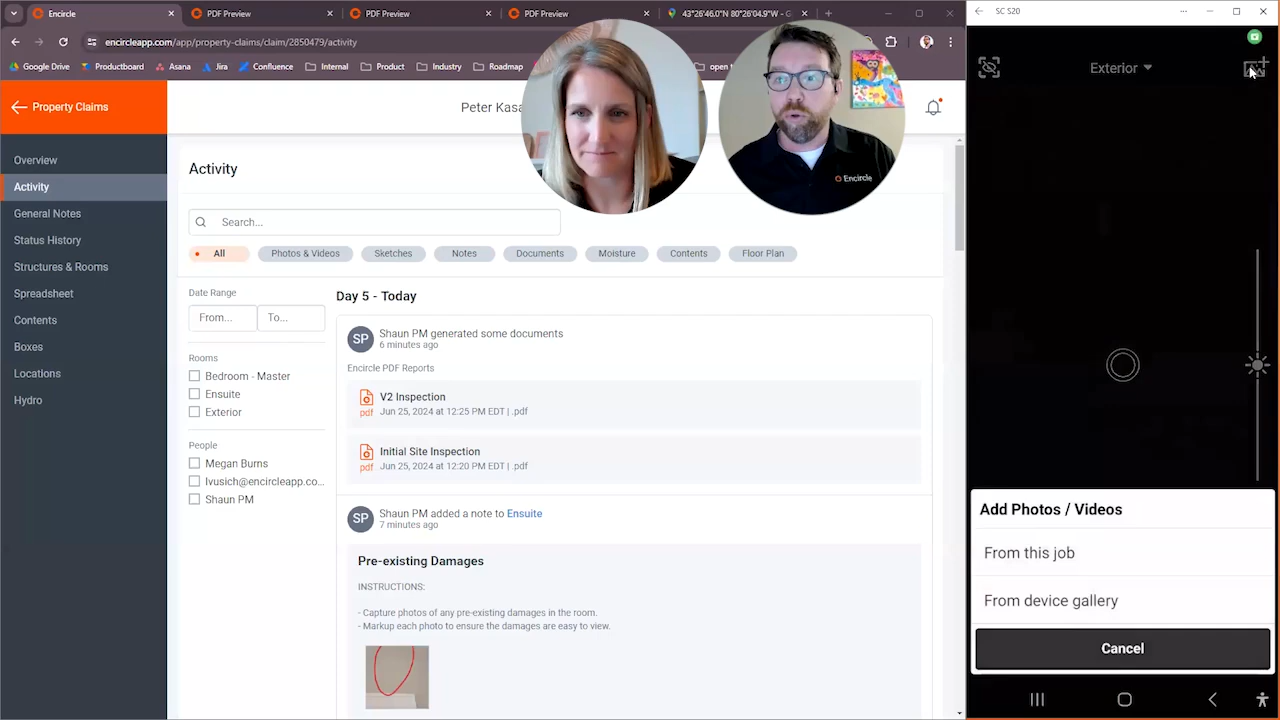 Encircle
PDF Preview
PDF Preview
PDF Preview
43°26'46.0"N 80°26'04.9"W - G
SC S20
encircleapp.com/app/property-claims/claim/2850479/activity
Google Drive
Productboard
Asana
Jira
Confluence
Internal
Product
Industry
Roadmap
open t
Property Claims
Peter Kasa
Encircle
Exterior
Overview
Activity
General Notes
Status History
Structures & Rooms
Spreadsheet
Contents
Boxes
Locations
Hydro
Activity
Search...
All
Photos & Videos
Sketches
Notes
Documents
Moisture
Contents
Floor Plan
Date Range
From...
To...
Rooms
Bedroom - Master
Ensuite
Exterior
People
Megan Burns
lvusich@encircleapp.co...
Shaun PM
Day 5 - Today
SP
Shaun PM generated some documents
6 minutes ago
Encircle PDF Reports
pdf
V2 Inspection
Jun 25, 2024 at 12:25 PM EDT | .pdf
pdf
Initial Site Inspection
Jun 25, 2024 at 12:20 PM EDT | .pdf
SP
Shaun PM added a note to Ensuite
7 minutes ago
Pre-existing Damages
INSTRUCTIONS:
- Capture photos of any pre-existing damages in the room.
- Markup each photo to ensure the damages are easy to view.
Add Photos / Videos
From this job
From device gallery
Cancel